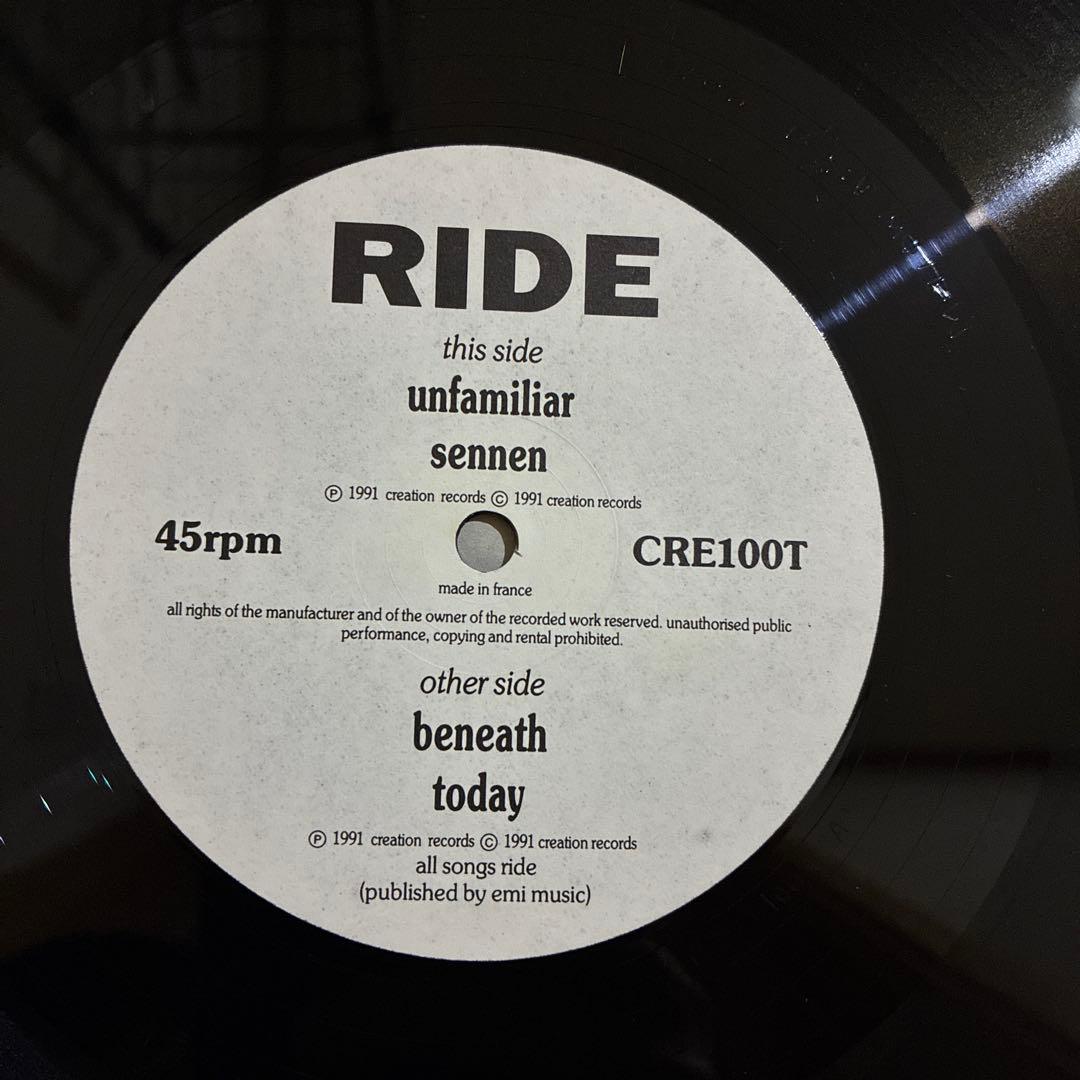 RIDE
this side
unfamiliar
sennen
℗ 1991 creation records © 1991 creation records
45rpm
CRE100T
made in france
all rights of the manufacturer and of the owner of the recorded work reserved. unauthorised public
performance, copying and rental prohibited.
other side
beneath
today
℗ 1991 creation records © 1991 creation records
all songs ride
(published by emi music)